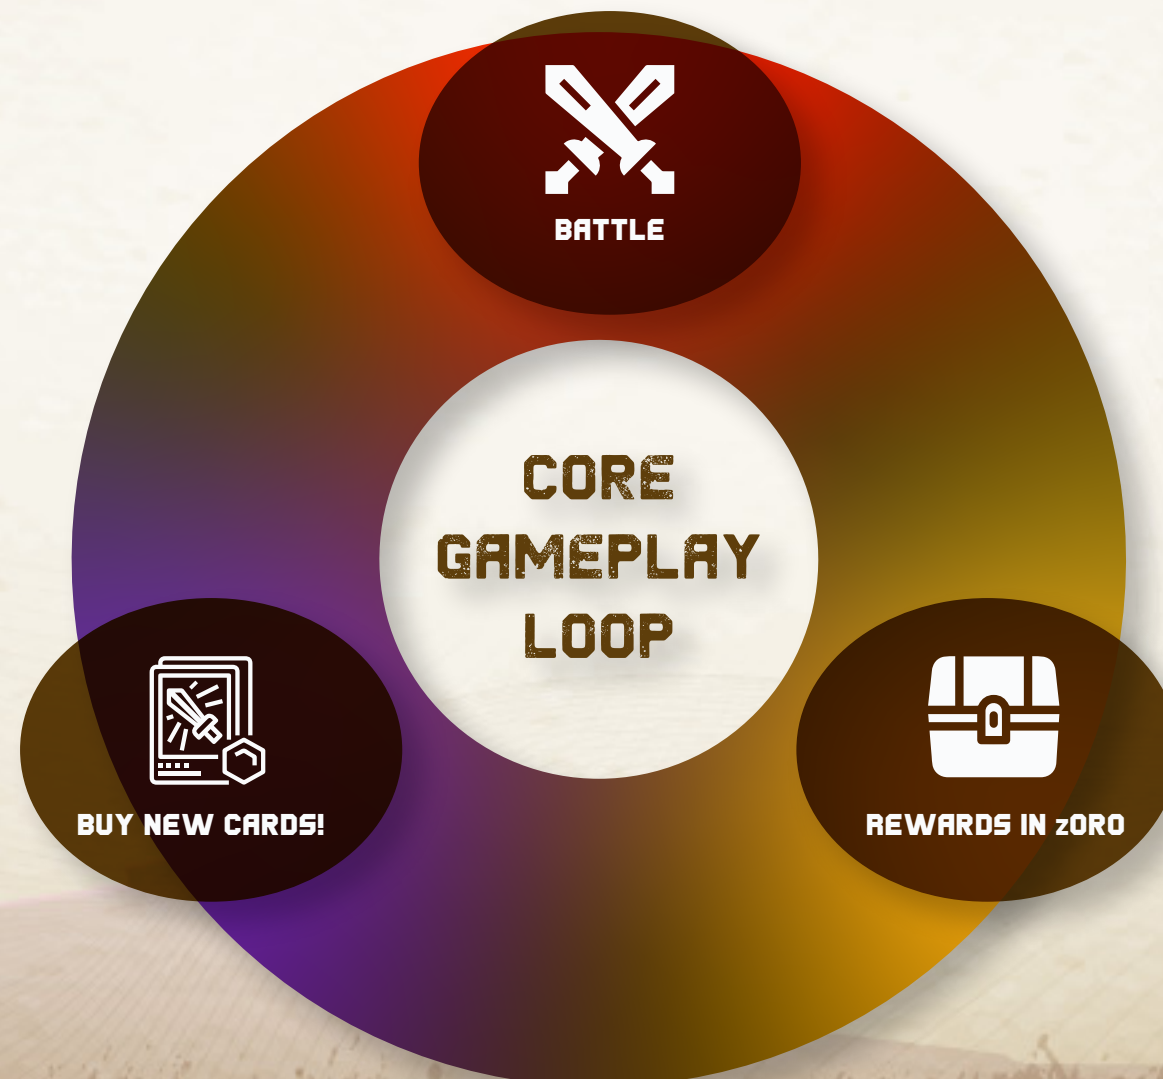 BATTLE
CORE
GAMEPLAY
LOOP
BUY NEW CARDS!
REWARDS IN zORO